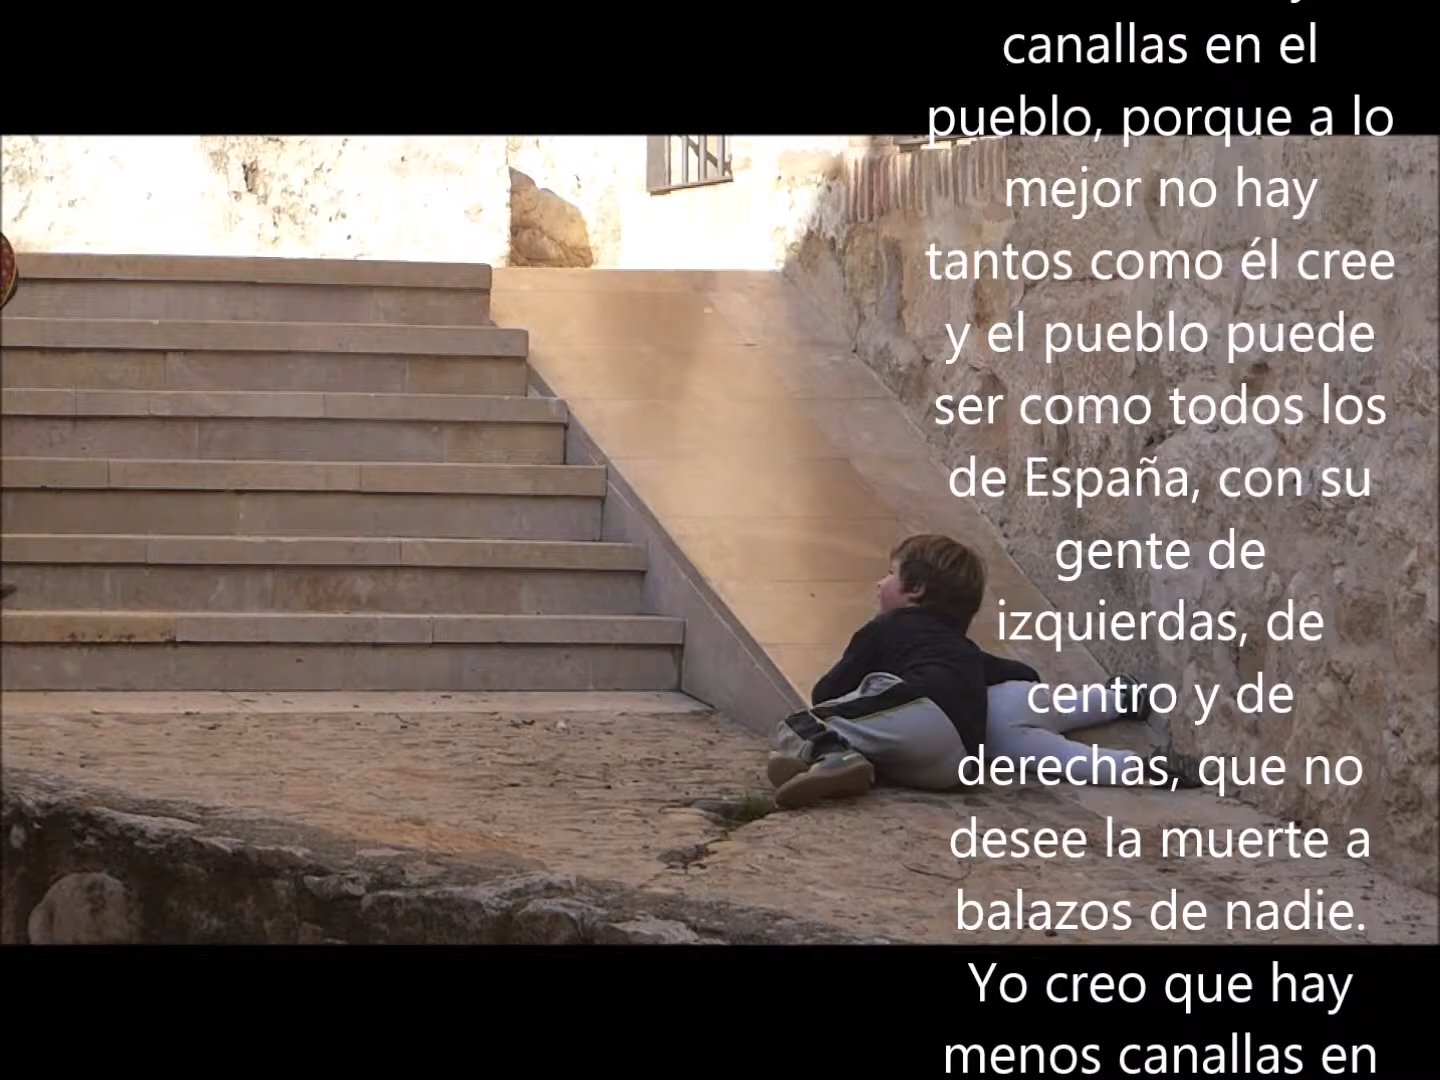 canallas en el
pueblo, porque a lo
mejor no hay
tantos como él cree
y el pueblo puede
ser como todos los
de España, con su
gente de
izquierdas, de
centro y de
derechas, que no
desee la muerte a
balazos de nadie.
Yo creo que hay
menos canallas en